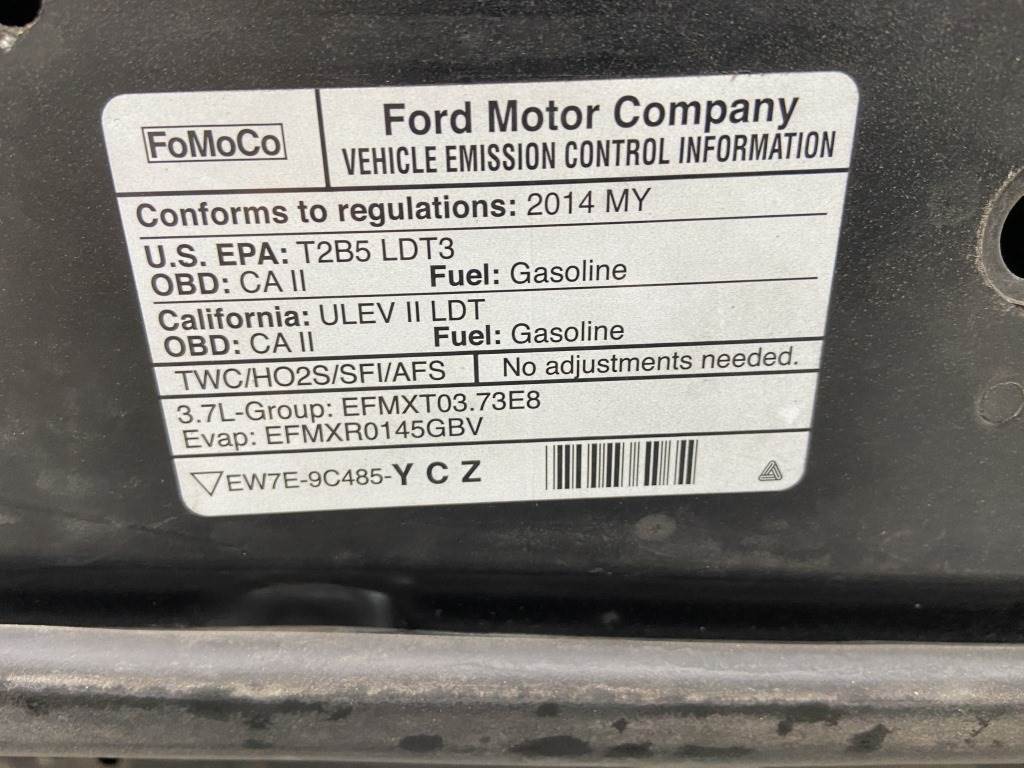 FoMoCo
Ford Motor Company
VEHICLE EMISSION CONTROL INFORMATION
Conforms to regulations: 2014 MY
U.S. EPA: T2B5 LDT3
OBD: CA II Fuel: Gasoline
California: ULEV II LDT
OBD: CA II Fuel: Gasoline
TWC/HO2S/SFI/AFS No adjustments needed.
3.7L-Group: EFMXT03.73E8
Evap: EFMXR0145GBV
EW7E-9C485-Y C Z